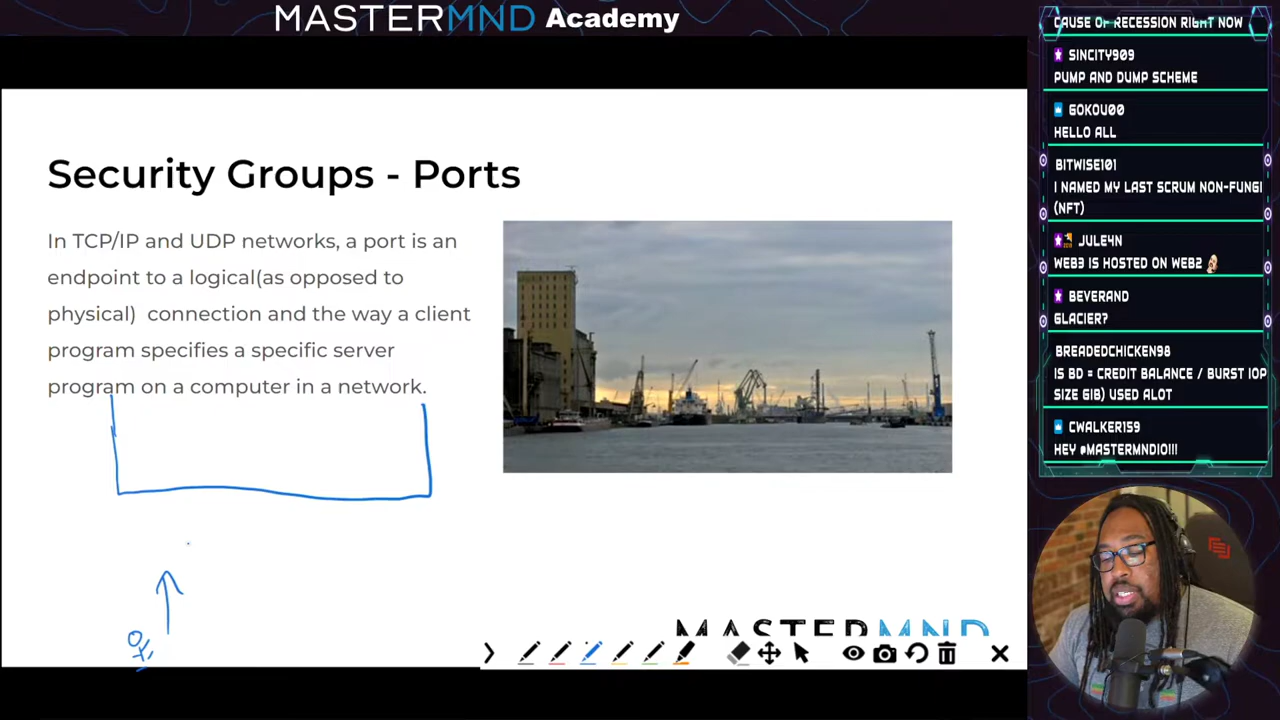 MASTERMND Academy
Security Groups - Ports
In TCP/IP and UDP networks, a port is an
endpoint to a logical(as opposed to
physical)  connection and the way a client
program specifies a specific server
program on a computer in a network.
MASTERMND
CAUSE OF RECESSION RIGHT NOW
SINCITY909
PUMP AND DUMP SCHEME
GOKOU00
HELLO ALL
BITWISE101
I NAMED MY LAST SCRUM NON-FUNGI
(NFT)
JULE4N
WEB3 IS HOSTED ON WEB2
BEVERAND
GLACIER?
BREADEDCHICKEN98
IS BD = CREDIT BALANCE / BURST IOP
SIZE GIB) USED ALOT
CWALKER159
HEY @MASTERMNDIO!!!